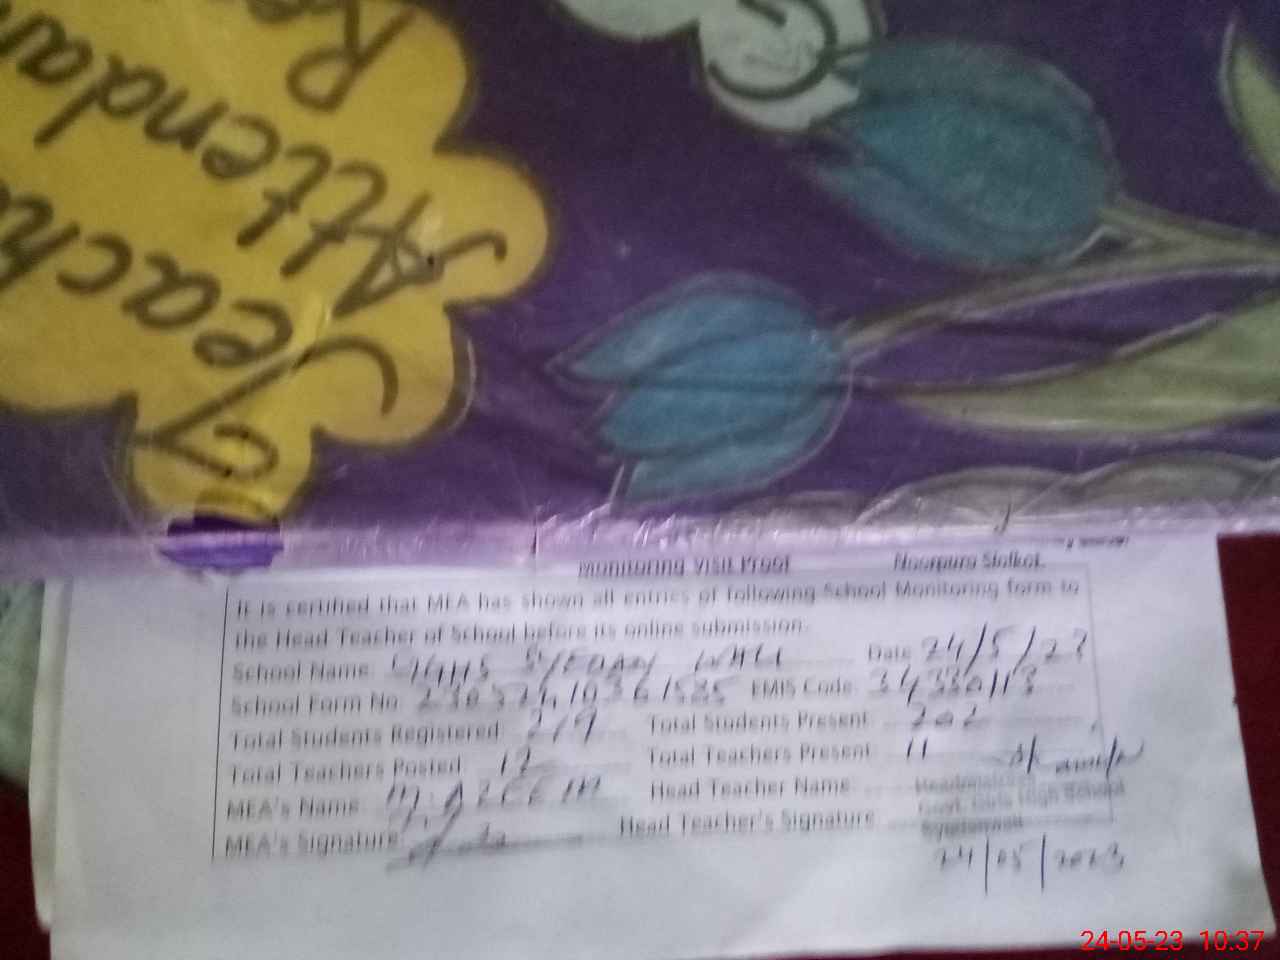 Teach
Attendan
Re
Monitoring Visit Proof Noorpura Sialkot.
It is certified that MEA has shown all entries of following School Monitoring form to
the Head Teacher of School before its online submission.
School Name: GGHS SYEDAN WALI Date: 24/5/23
School Form No. EMIS Code: 34330113
Total Students Registered: 219 Total Students Present: 202
Total Teachers Posted: 12 Total Teachers Present: 11
MEA's Name: M. AZEEM Head Teacher Name
Headmistress
Govt. Girls High School
MEA's Signature: Head Teacher's Signature
24/05/2023
24-05-23 10:37